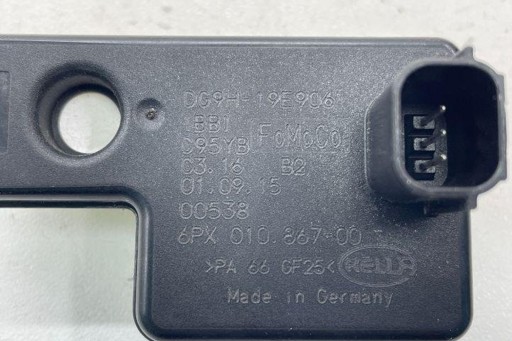 DG9H-19E906
BB1 FoMoCo
C95YB
C3.16 B2
01.09.15
00538
6PX 010.867-00
>PA 66 GF25< HELLA
Made in Germany